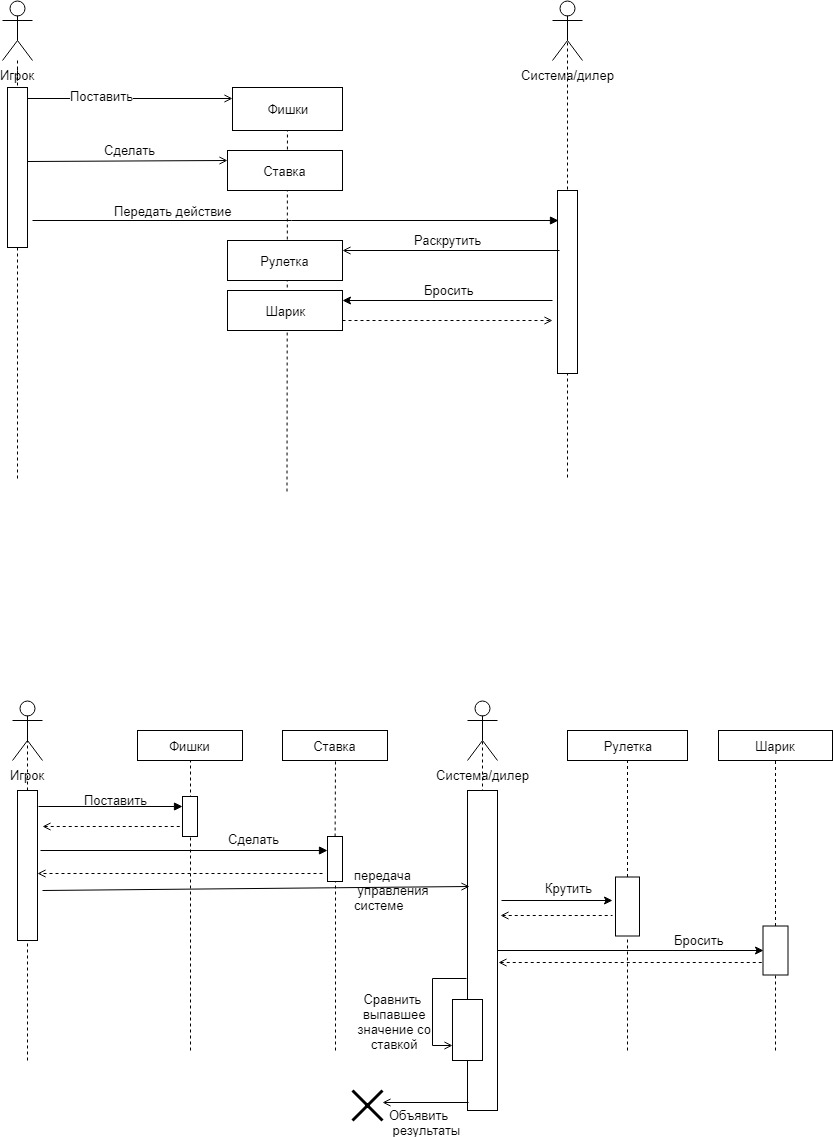 Игрок
Система/дилер
Поставить
Фишки
Сделать
Ставка
Передать действие
Раскрутить
Рулетка
Бросить
Шарик
Фишки
Ставка
Рулетка
Шарик
Игрок
Система/дилер
Поставить
Сделать
передача
управления
системе
Крутить
Бросить
Сравнить
выпавшее
значение со
ставкой
Объявить
результаты